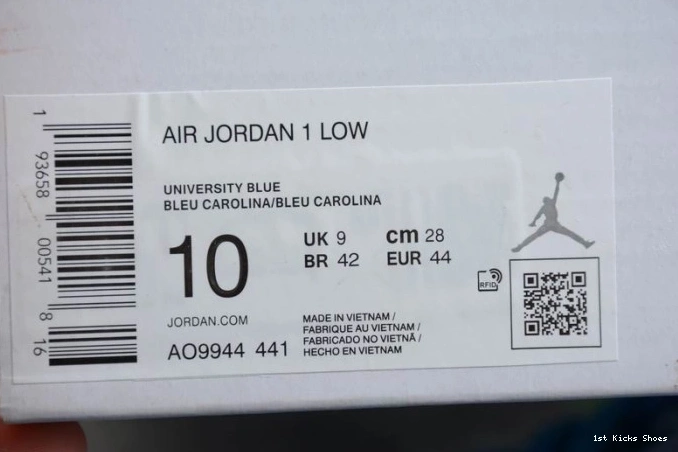 1 93658 00541 8 16
AIR JORDAN 1 LOW
UNIVERSITY BLUE
BLEU CAROLINA/BLEU CAROLINA
10
UK 9 cm 28
BR 42 EUR 44
RFID
JORDAN.COM
AO9944 441
MADE IN VIETNAM /
FABRIQUE AU VIETNAM /
FABRICADO NO VIETNÃ /
HECHO EN VIETNAM
1st Kicks Shoes